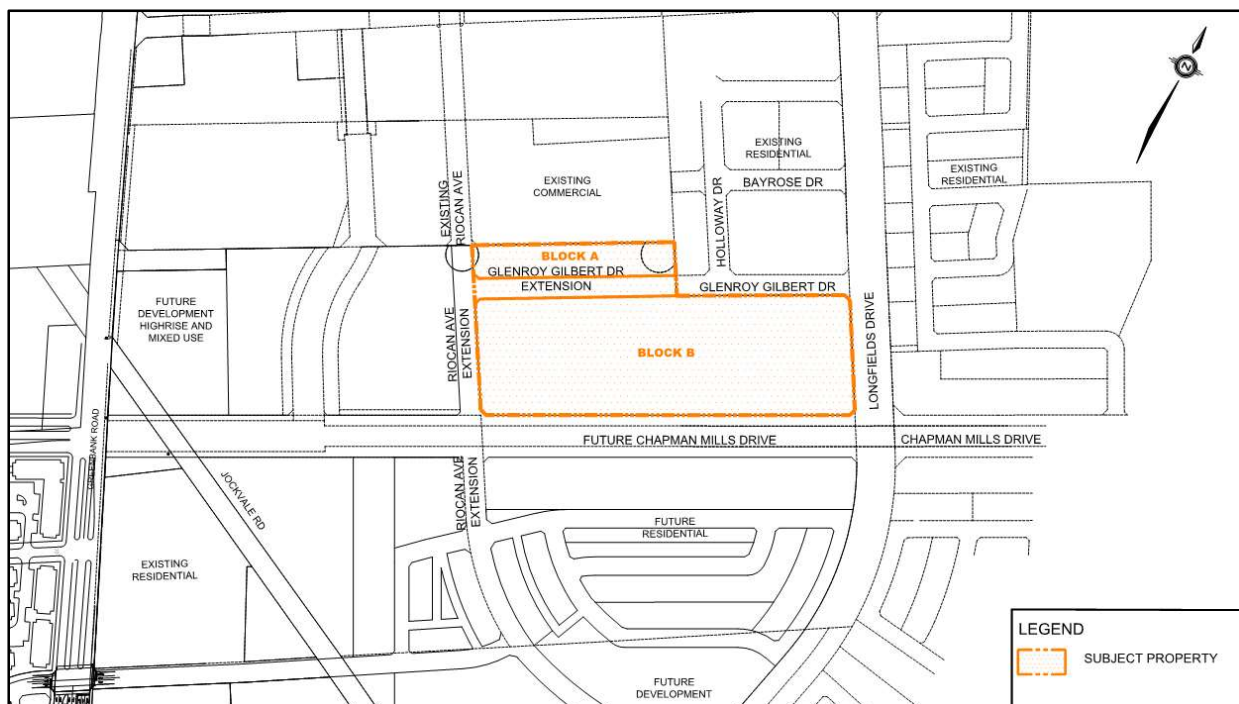 N
EXISTING
RESIDENTIAL
EXISTING
RESIDENTIAL
BAYROSE DR
EXISTING
COMMERCIAL
EXISTING
RIOCAN AVE
HOLLOWAY DR
BLOCK A
GLENROY GILBERT DR
EXTENSION
GLENROY GILBERT DR
FUTURE
DEVELOPMENT
HIGHRISE AND
MIXED USE
RIOCAN AVE
EXTENSION
BLOCK B
LONGFIELDS DRIVE
GREENBANK ROAD
FUTURE CHAPMAN MILLS DRIVE
CHAPMAN MILLS DRIVE
JOCKVALE RD
RIOCAN AVE
EXTENSION
FUTURE
RESIDENTIAL
EXISTING
RESIDENTIAL
FUTURE
DEVELOPMENT
LEGEND
SUBJECT PROPERTY